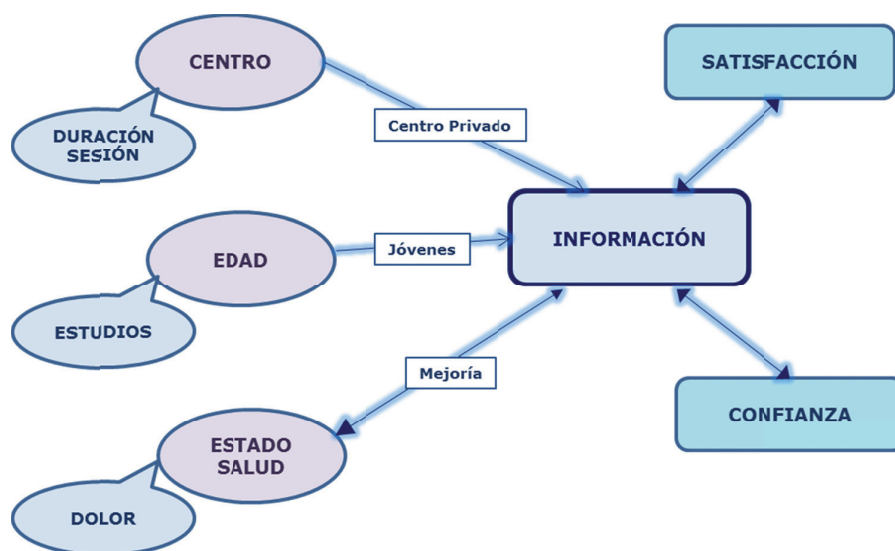 CENTRO
SATISFACCIÓN
Centro Privado
DURACIÓN
SESIÓN
INFORMACIÓN
Jóvenes
EDAD
ESTUDIOS
Mejoría
CONFIANZA
ESTADO
SALUD
DOLOR